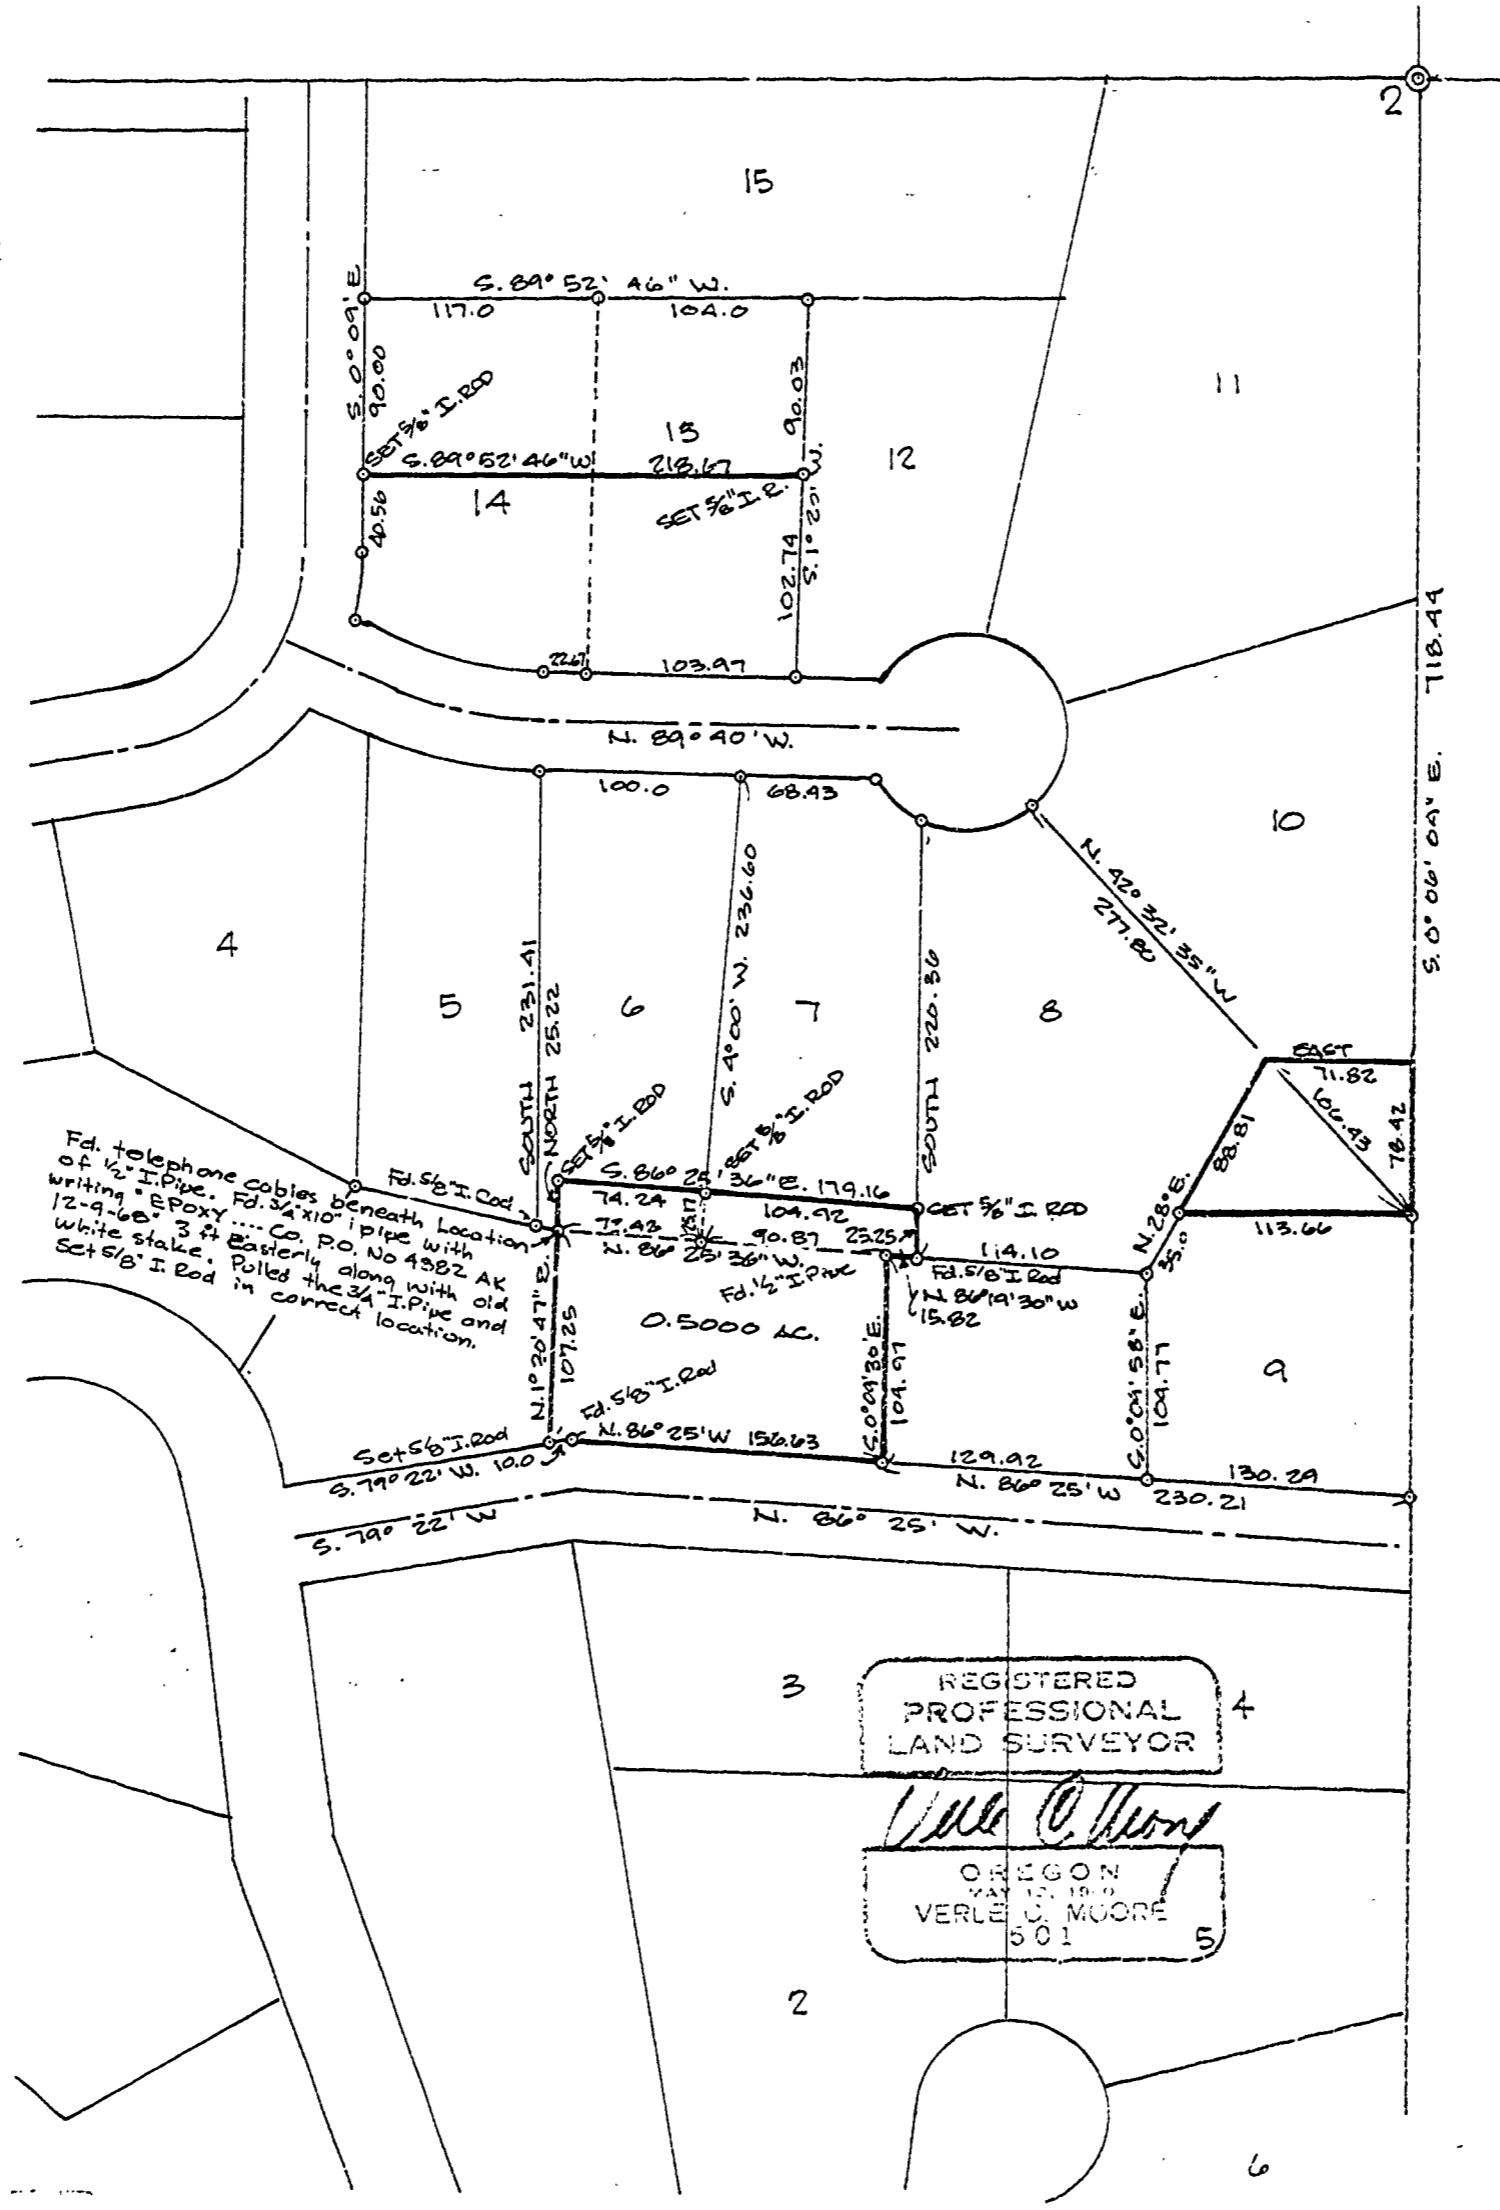 2
15
S. 89° 52' 46" W.
117.0
104.0
S. 0° 09' E
90.00
90.03
11
SET 5/8" I. ROD
13
12
S. 89° 52' 46" W
218.67
14
SET 5/8" I. R.
40.56
102.74
S. 1° 20' W.
22.67
103.97
S. 0° 06' 09" E. 718.44
N. 89° 40' W.
100.0
68.43
10
N. 42° 32' 35" W
277.80
4
5
SOUTH 231.41
NORTH 25.22
6
S. 4° 00' W. 236.60
7
SOUTH 220.36
8
EAST
71.82
106.43
78.42
88.81
N. 28° E.
35.0
113.66
SET 5/8" I. ROD
SET 5/8" I. ROD
S. 86° 25' 36" E. 179.16
74.24
104.92
SET 5/8" I. ROD
Fd. telephone cables beneath Location
of 1/2" I. Pipe. Fd. 3/4" x 10" i pipe with
writing "EPOXY .... Co. P.O. No 4382 AK
12-9-68" 3 ft Easterly along with old
white stake. Pulled the 3/4" I. Pipe and
Set 5/8" I. Rod in correct location.
Fd. 5/8" I. Rod
25.17
90.87
23.25
N. 86° 25' 36" W.
Fd. 1/2" I. Pipe
114.10
Fd. 5/8" I. Rod
N. 86° 19' 30" W
15.82
0.5000 AC.
N. 1° 20' 47" E.
107.25
S. 0° 09' 30" E.
104.97
S. 0° 09' 58" E.
104.77
9
Fd. 5/8" I. Rod
Set 5/8" I. Rod
S. 79° 22' W. 10.0
N. 86° 25' W 156.63
129.92
N. 86° 25' W
230.21
130.29
S. 79° 22' W
N. 86° 25' W.
3
4
REGISTERED
PROFESSIONAL
LAND SURVEYOR
OREGON
VERLE C. MOORE
501
5
2
6